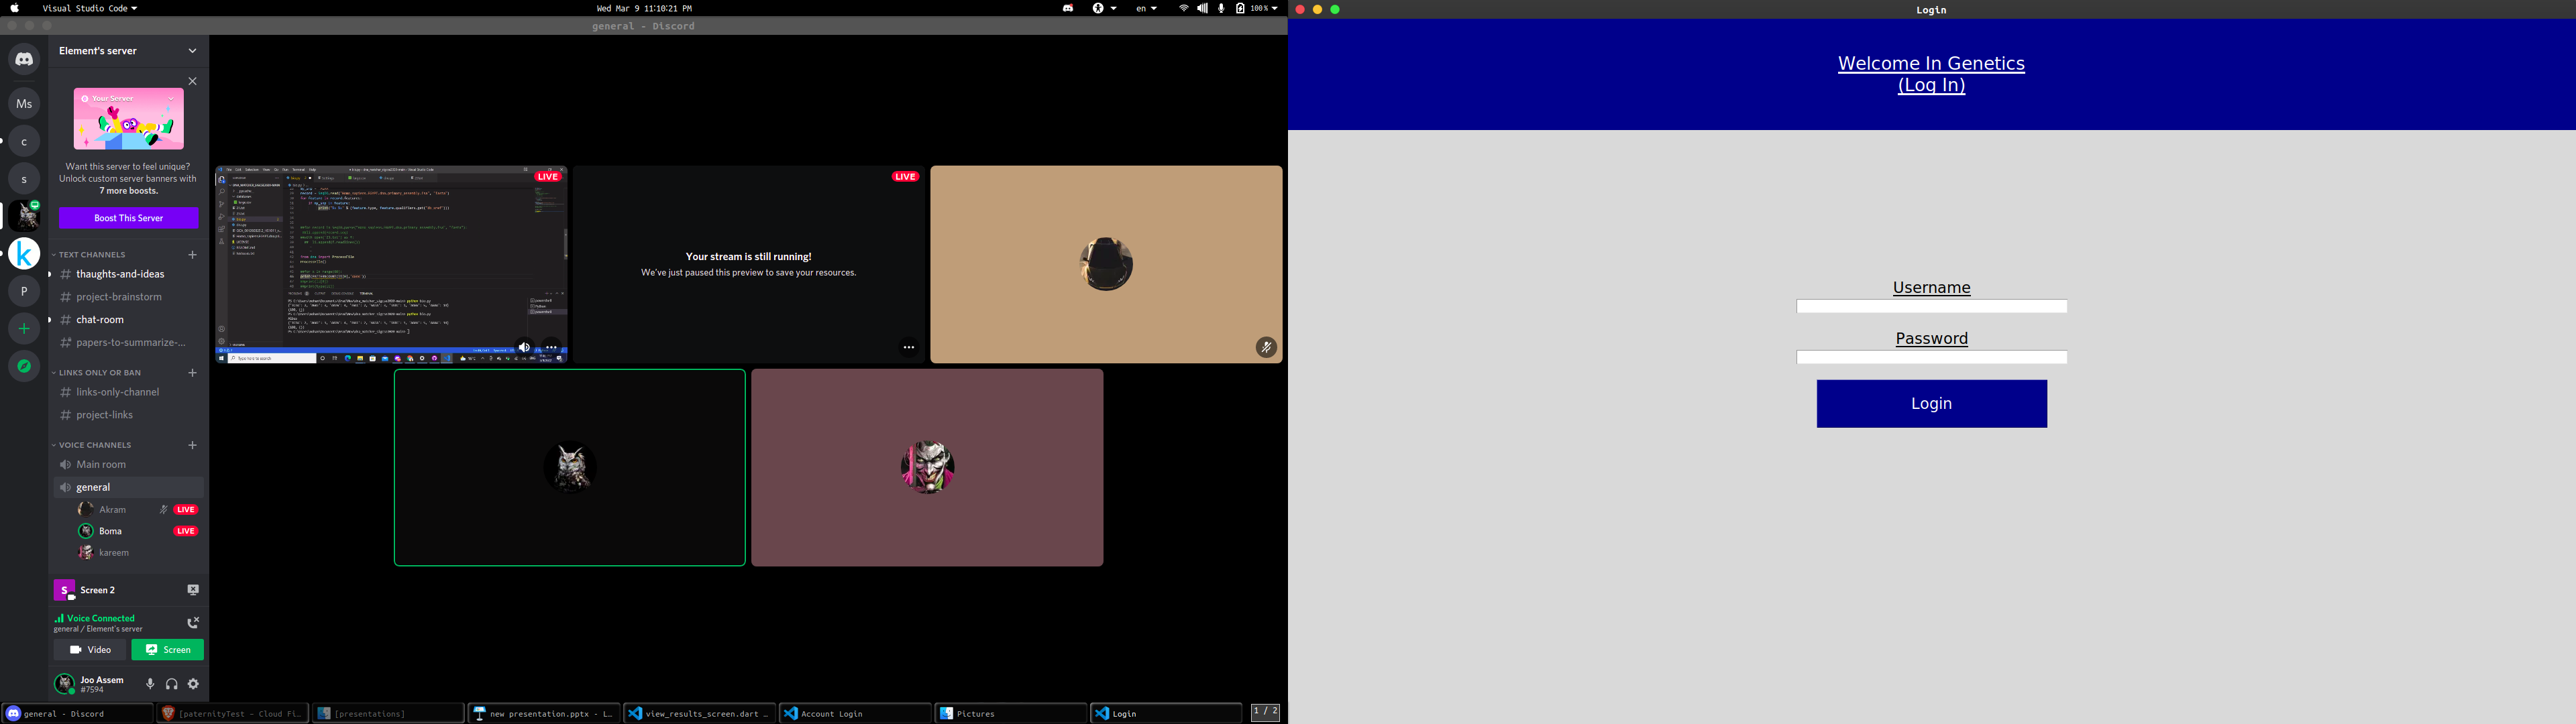 Visual Studio Code
Wed Mar 9 11:10:21 PM
en
100%
general - Discord
Element's server
Your Server
Want this server to feel unique?
Unlock custom server banners with
7 more boosts.
Boost This Server
Ms
c
s
k
P
TEXT CHANNELS
thaughts-and-ideas
project-brainstorm
chat-room
papers-to-summarize-...
LINKS ONLY OR BAN
links-only-channel
project-links
VOICE CHANNELS
Main room
general
Akram
LIVE
Boma
LIVE
kareem
S
Screen 2
Voice Connected
general / Element's server
Video
Screen
Joo Assem
#7594
LIVE
LIVE
Your stream is still running!
We've just paused this preview to save your resources.
general - Discord
[paternityTest - Cloud Fi...
[presentations]
new presentation.pptx - L...
view_results_screen.dart ...
Account Login
Pictures
Login
1 / 2
Login
Welcome In Genetics
(Log In)
Username
Password
Login